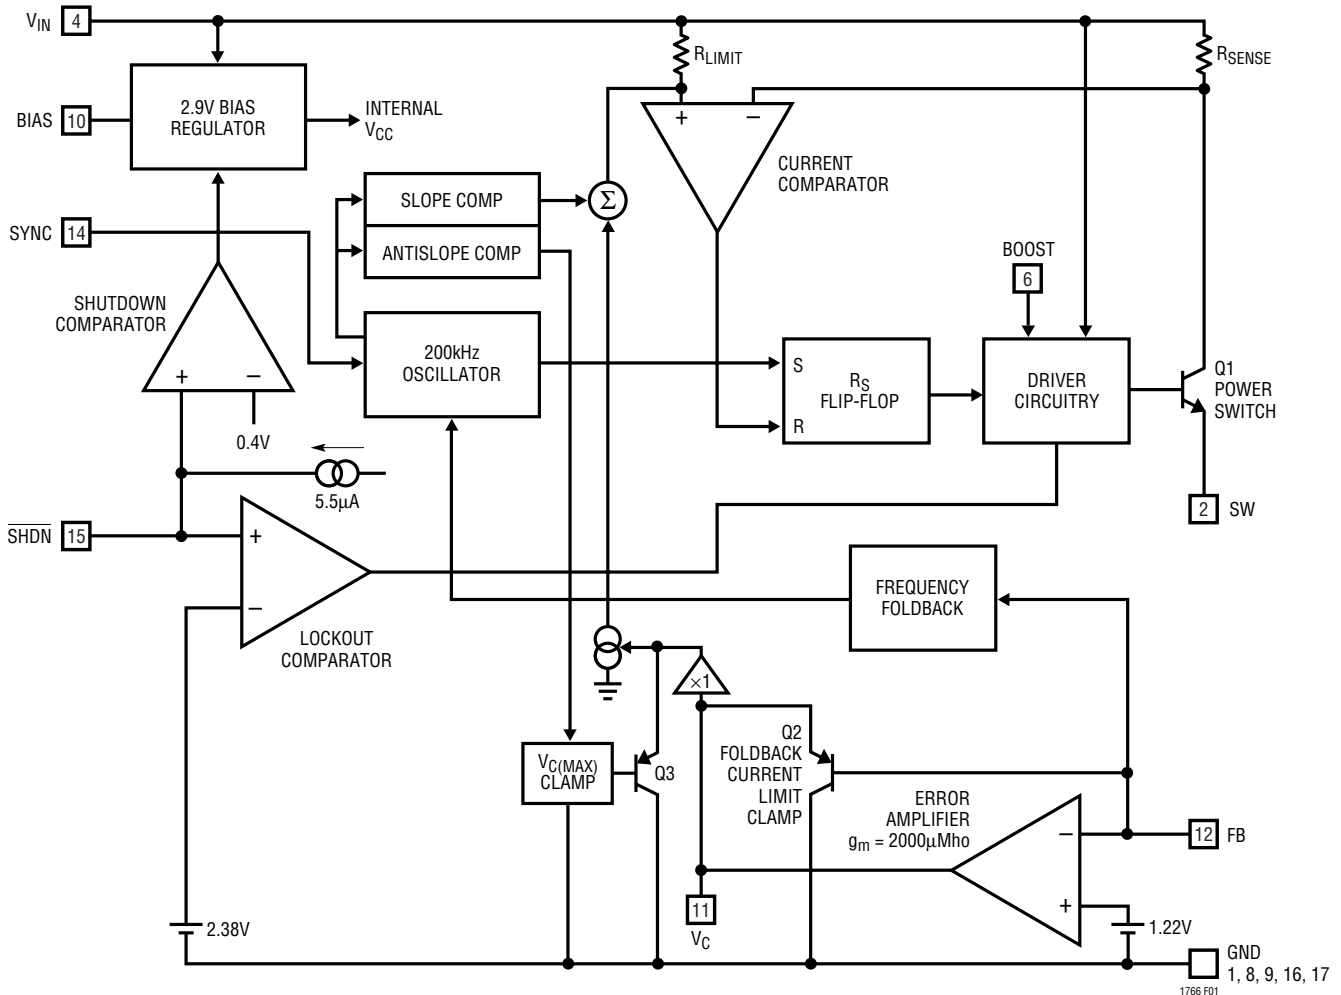 VIN 4
RLIMIT
RSENSE
2.9V BIAS
REGULATOR
INTERNAL
VCC
BIAS 10
+ −
CURRENT
COMPARATOR
SLOPE COMP
Σ
ANTISLOPE COMP
SYNC 14
BOOST
6
SHUTDOWN
COMPARATOR
+ −
0.4V
200kHz
OSCILLATOR
S
R
RS
FLIP-FLOP
DRIVER
CIRCUITRY
Q1
POWER
SWITCH
5.5µA
2 SW
SHDN 15
+
−
LOCKOUT
COMPARATOR
FREQUENCY
FOLDBACK
×1
VC(MAX)
CLAMP
Q3
Q2
FOLDBACK
CURRENT
LIMIT
CLAMP
ERROR
AMPLIFIER
gm = 2000µMho
−
+
12 FB
11
VC
2.38V
1.22V
GND
1, 8, 9, 16, 17
1766 F01